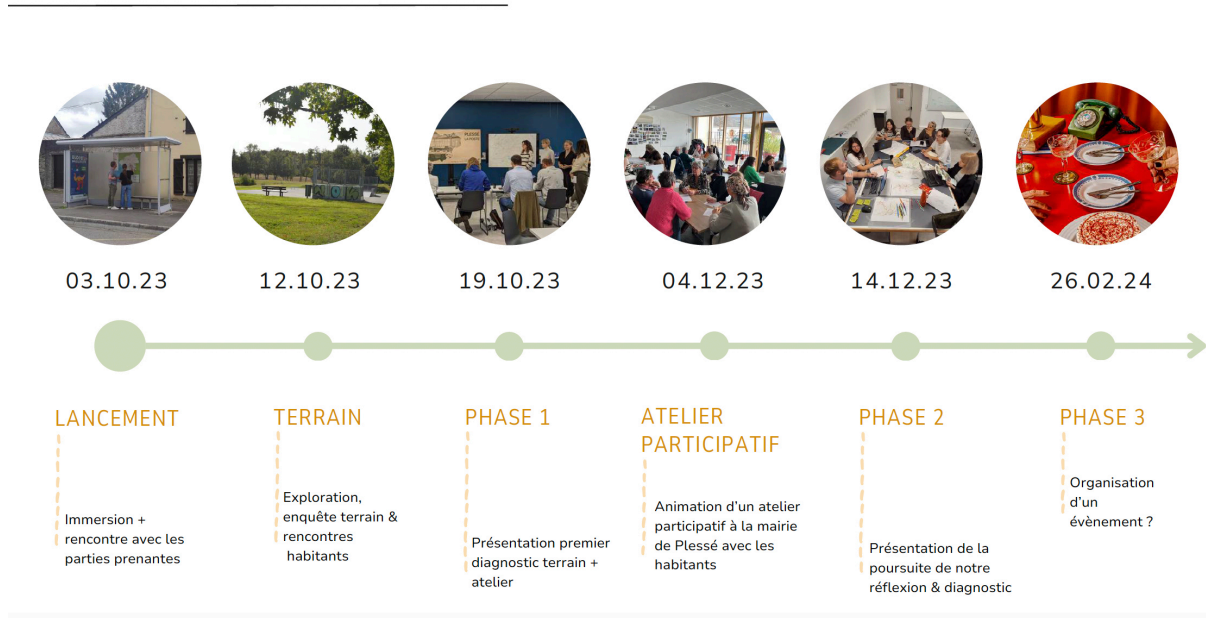 PLESSÉ
03.10.23
12.10.23
19.10.23
04.12.23
14.12.23
26.02.24
LANCEMENT
TERRAIN
PHASE 1
ATELIER
PARTICIPATIF
PHASE 2
PHASE 3
Immersion +
rencontre avec les
parties prenantes
Exploration,
enquête terrain &
rencontres
habitants
Présentation premier
diagnostic terrain +
atelier
Animation d’un atelier
participatif à la mairie
de Plessé avec les
habitants
Présentation de la
poursuite de notre
réflexion & diagnostic
Organisation
d’un
évènement ?